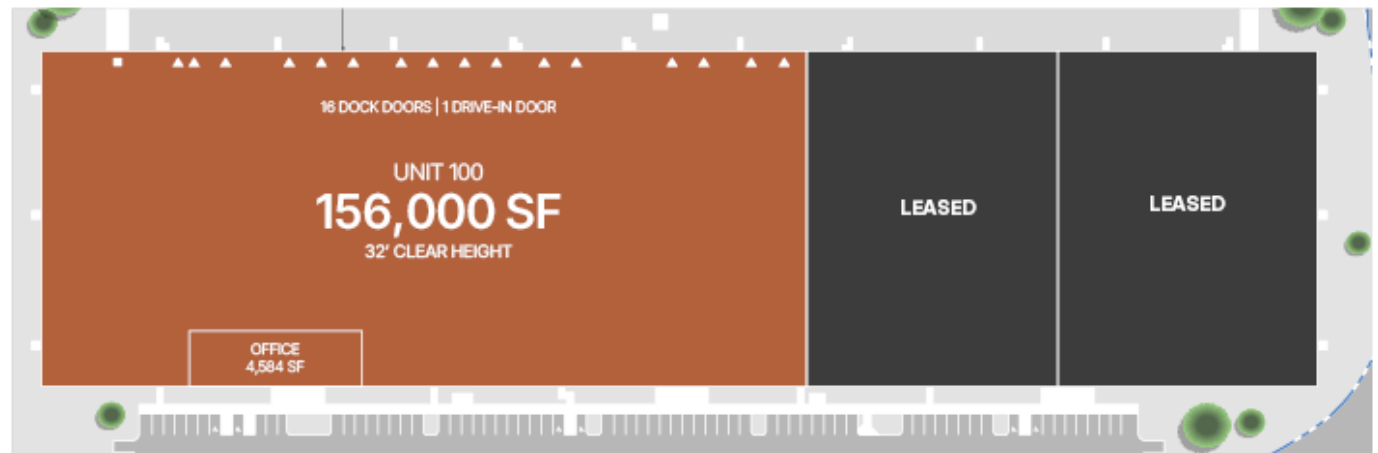 16 DOCK DOORS | 1 DRIVE-IN DOOR
UNIT 100
156,000 SF
32' CLEAR HEIGHT
LEASED
LEASED
OFFICE
4,584 SF